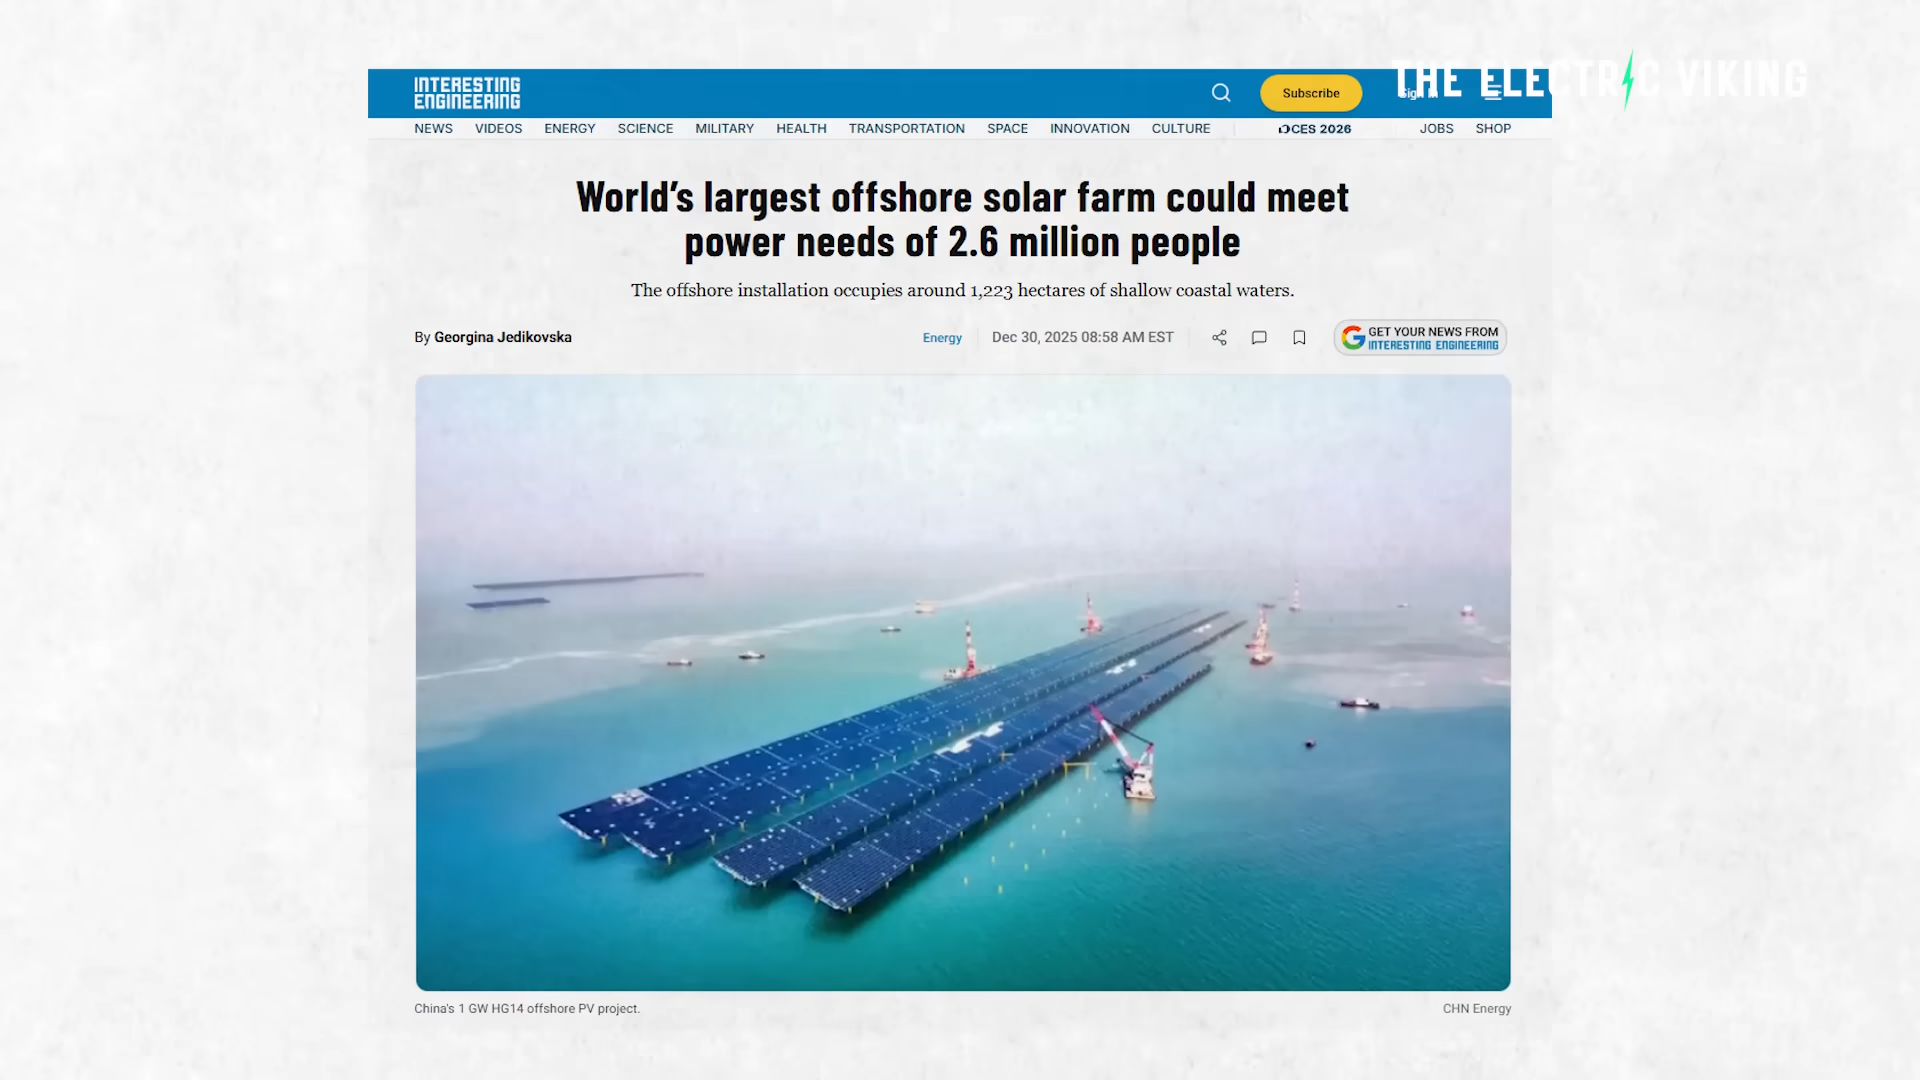 THE ELECTRIC VIKING
INTERESTING
ENGINEERING
Subscribe
Sign In
NEWS VIDEOS ENERGY SCIENCE MILITARY HEALTH TRANSPORTATION SPACE INNOVATION CULTURE CES 2026 JOBS SHOP
World's largest offshore solar farm could meet
power needs of 2.6 million people
The offshore installation occupies around 1,223 hectares of shallow coastal waters.
By Georgina Jedikovska
Energy
Dec 30, 2025 08:58 AM EST
GET YOUR NEWS FROM
INTERESTING ENGINEERING
China's 1 GW HG14 offshore PV project.
CHN Energy